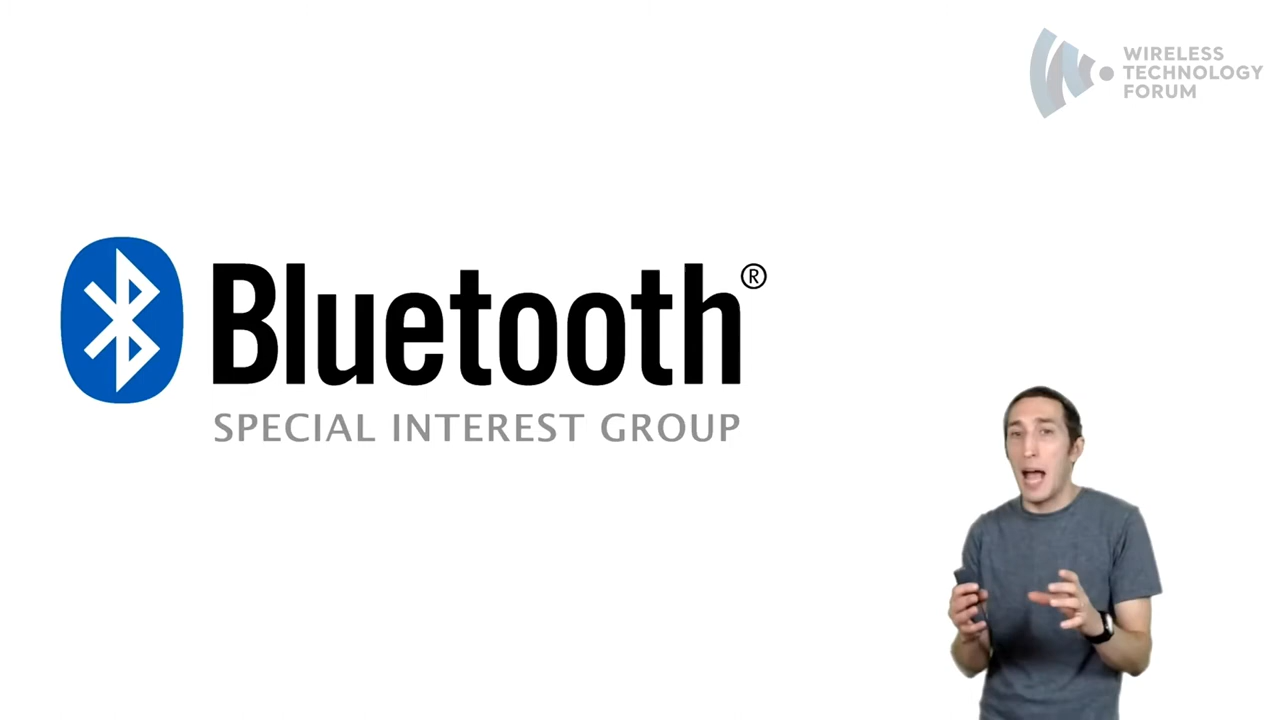 WIRELESS
TECHNOLOGY
FORUM
Bluetooth®
SPECIAL INTEREST GROUP